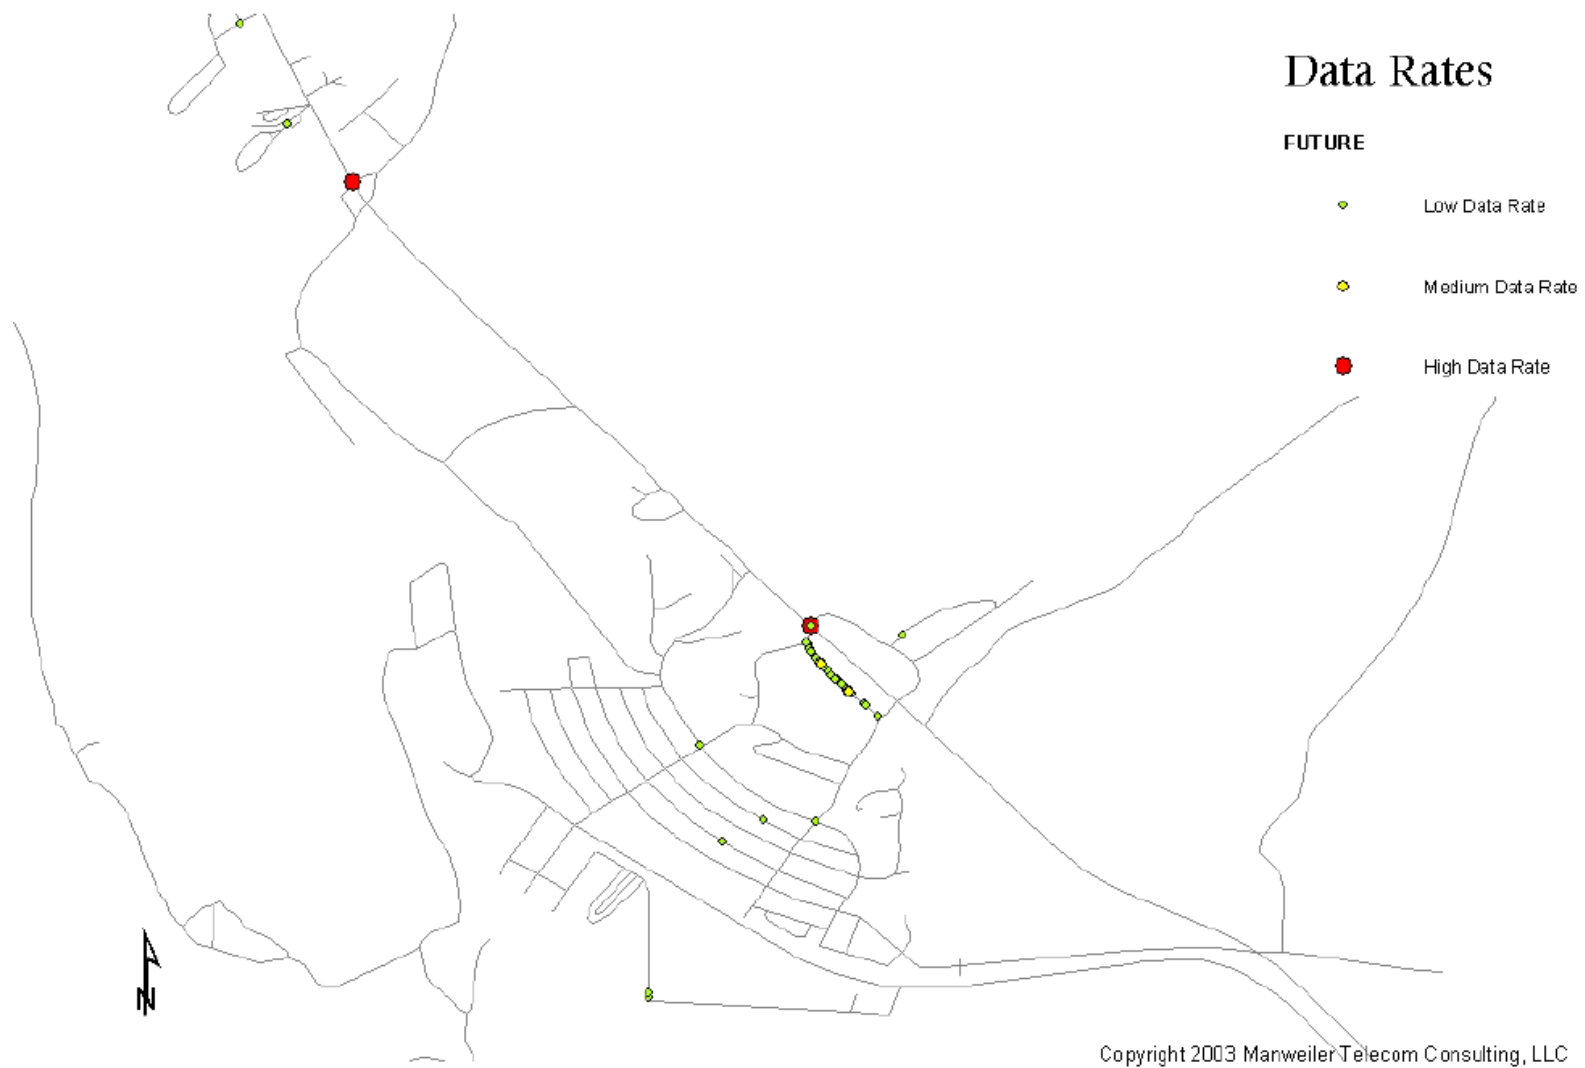 Data Rates
FUTURE
Low Data Rate
Medium Data Rate
High Data Rate
N
Copyright 2003 Manweiler Telecom Consulting, LLC